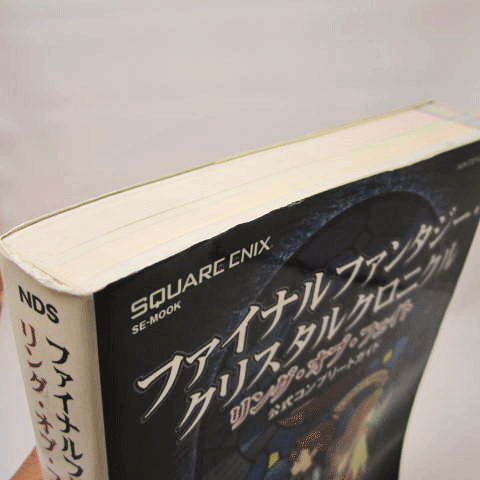 SQUARE ENIX
SE-MOOK
ファイナルファンタジー・
クリスタルクロニクル
リング・オブ・フェイト
公式コンプリートガイド
NDS
ファイナルフ
リング・オブ・フ